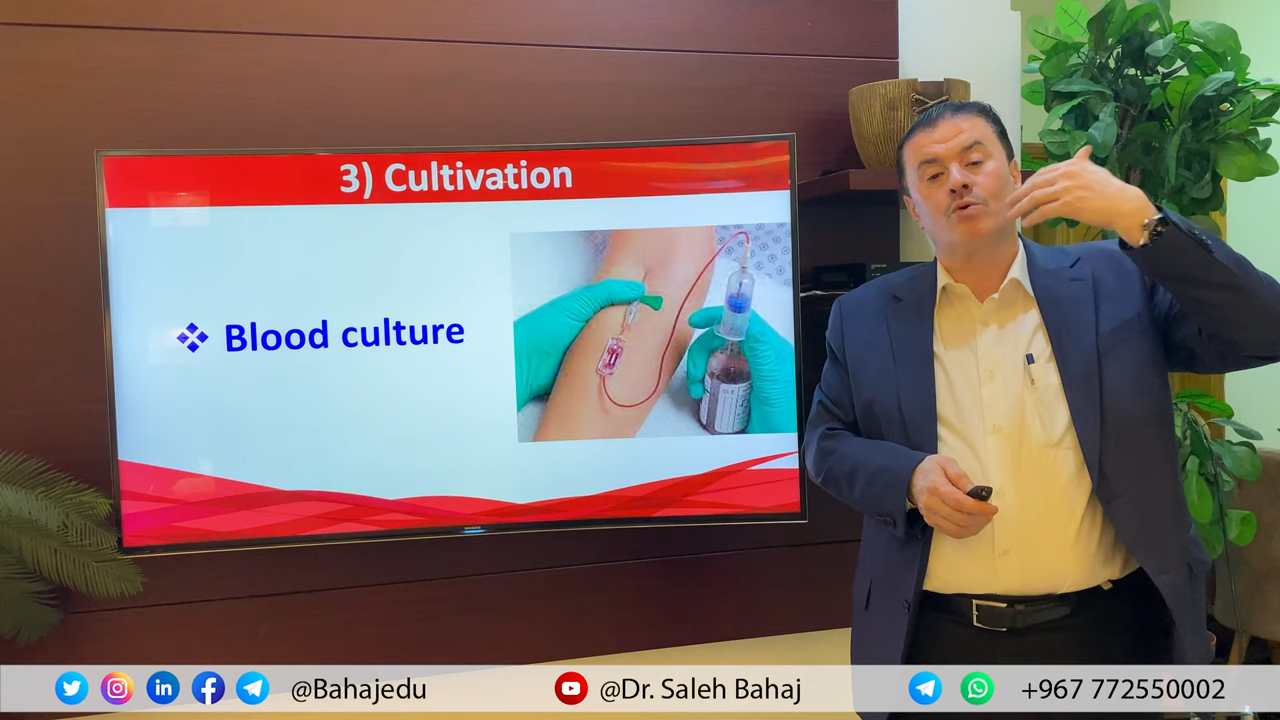 3) Cultivation
Blood culture
@Bahajedu
@Dr. Saleh Bahaj
+967 772550002